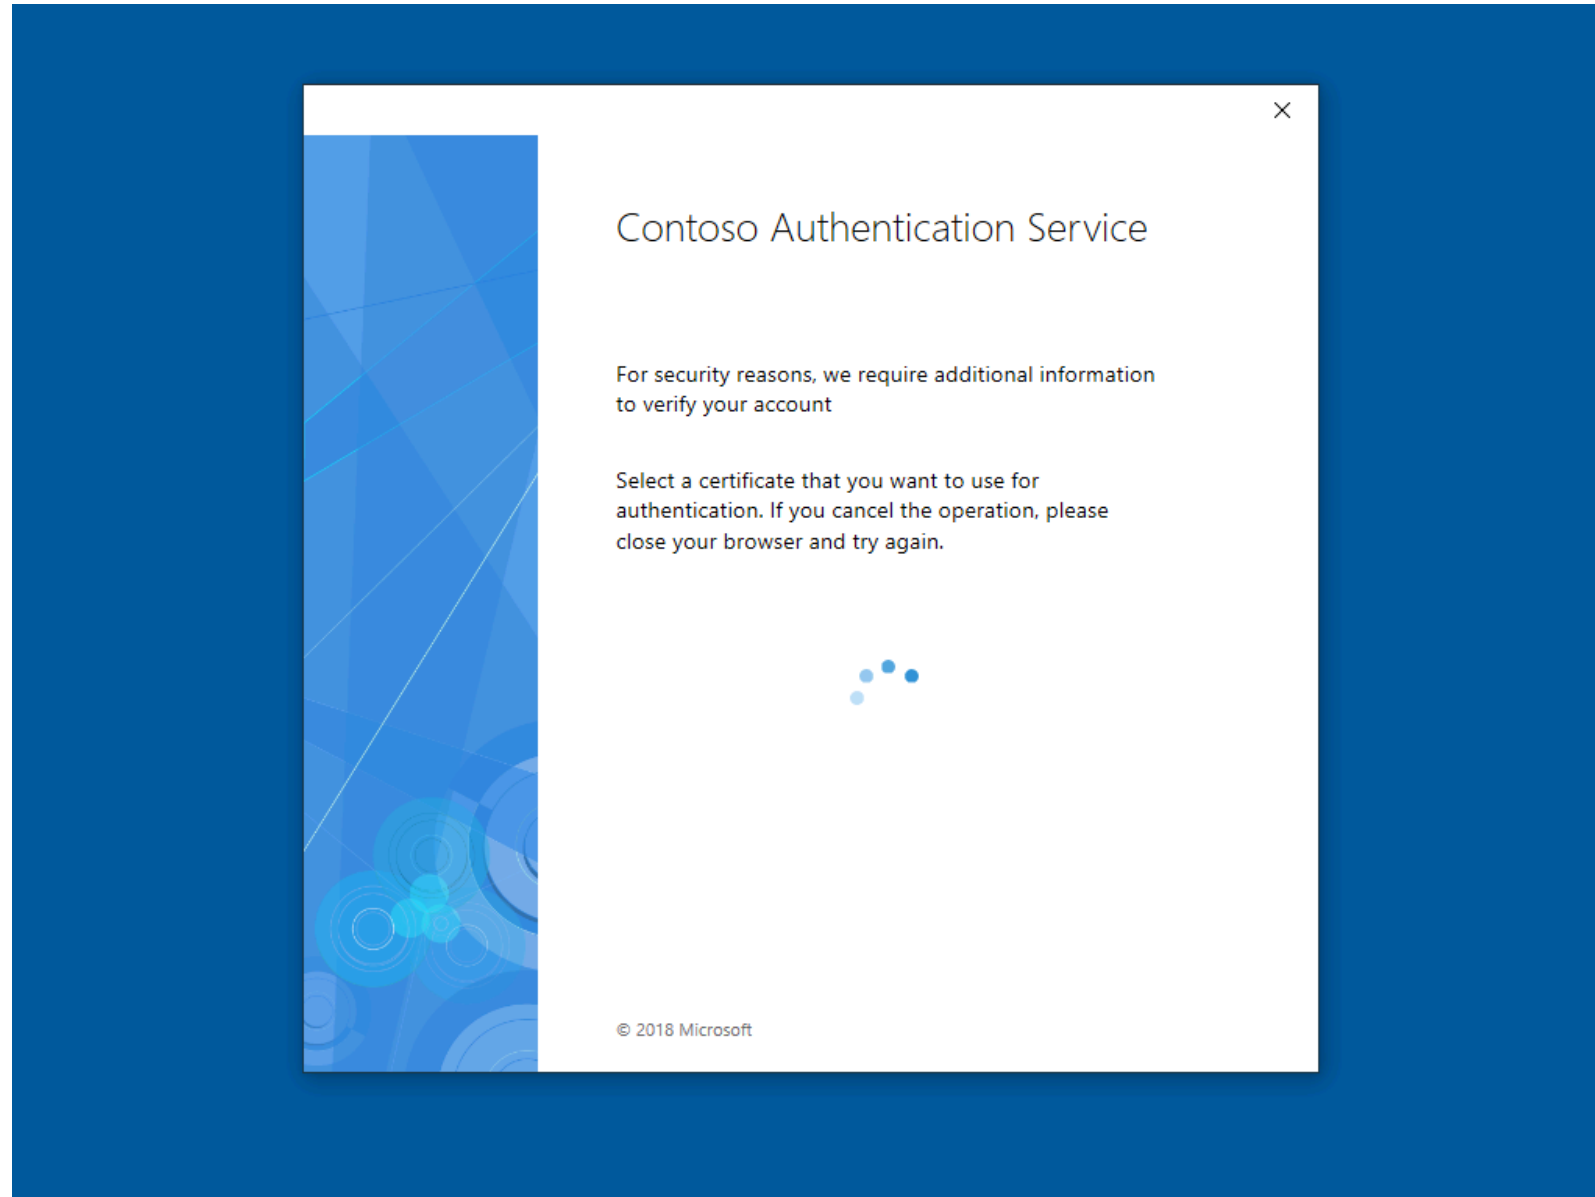 Contoso Authentication Service
For security reasons, we require additional information
to verify your account
Select a certificate that you want to use for
authentication. If you cancel the operation, please
close your browser and try again.
© 2018 Microsoft